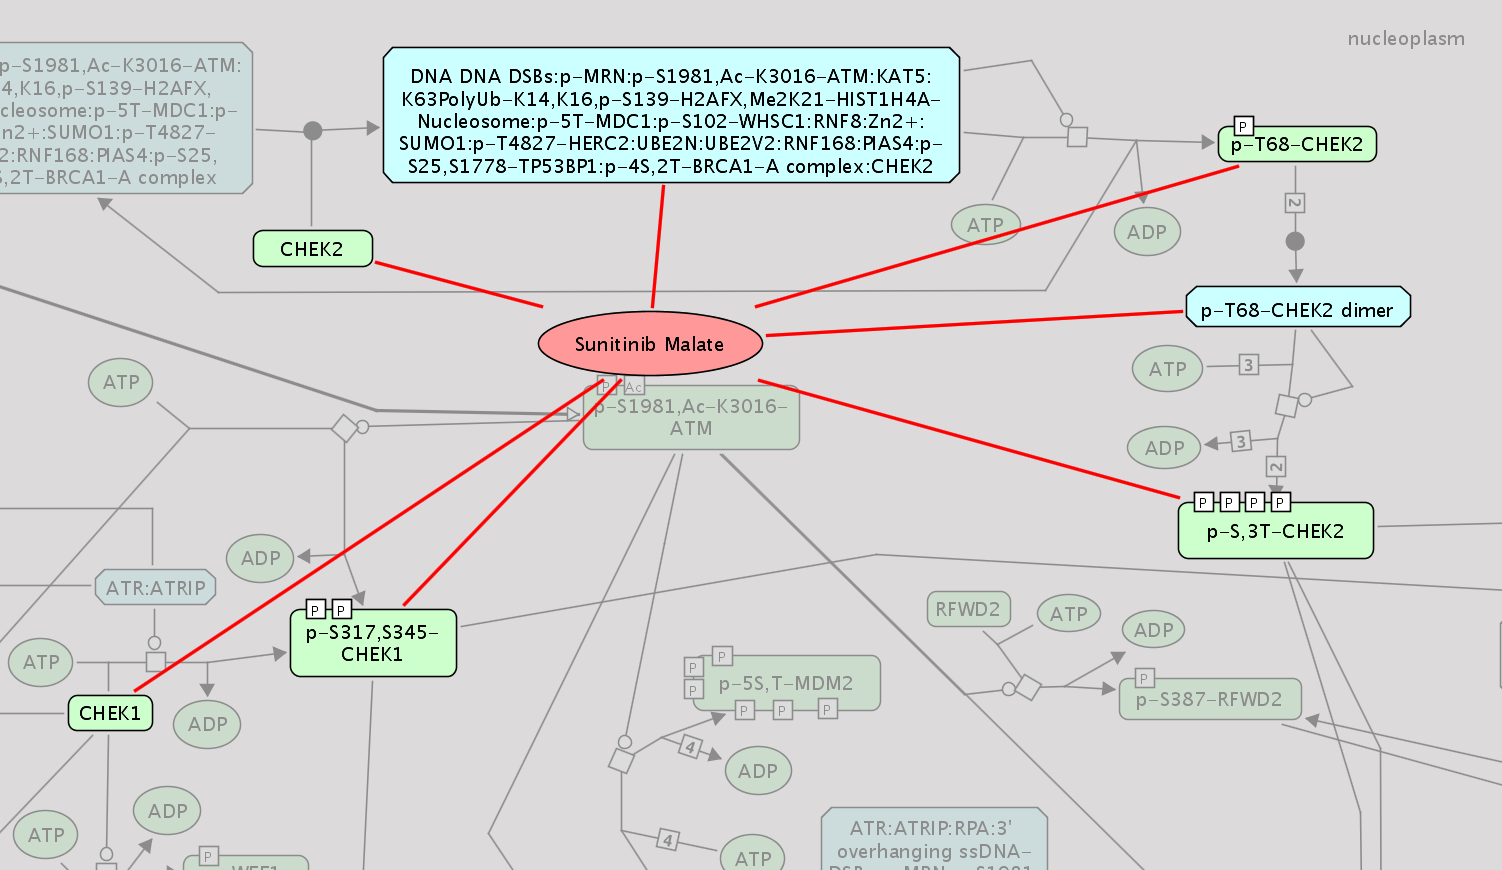 nucleoplasm
p-S1981,Ac-K3016-ATM:
4,K16,p-S139-H2AFX,
cleosome:p-5T-MDC1:p-
n2+:SUMO1:p-T4827-
2:RNF168:PIAS4:p-S25,
S,2T-BRCA1-A complex
DNA DNA DSBs:p-MRN:p-S1981,Ac-K3016-ATM:KAT5:
K63PolyUb-K14,K16,p-S139-H2AFX,Me2K21-HIST1H4A-
Nucleosome:p-5T-MDC1:p-S102-WHSC1:RNF8:Zn2+:
SUMO1:p-T4827-HERC2:UBE2N:UBE2V2:RNF168:PIAS4:p-
S25,S1778-TP53BP1:p-4S,2T-BRCA1-A complex:CHEK2
P
p-T68-CHEK2
2
ATP
ADP
CHEK2
p-T68-CHEK2 dimer
Sunitinib Malate
ATP
3
ATP
P
Ac
p-S1981,Ac-K3016-
ATM
ADP
3
2
P
P
P
P
p-S,3T-CHEK2
ADP
ATR:ATRIP
P
P
p-S317,S345-
CHEK1
RFWD2
ATP
ADP
ATP
P
P
P
p-5S,T-MDM2
P
P
P
P
p-S387-RFWD2
CHEK1
ADP
4
ADP
ADP
ATP
4
ATP
P
WEE1
ATR:ATRIP:RPA:3'
overhanging ssDNA-